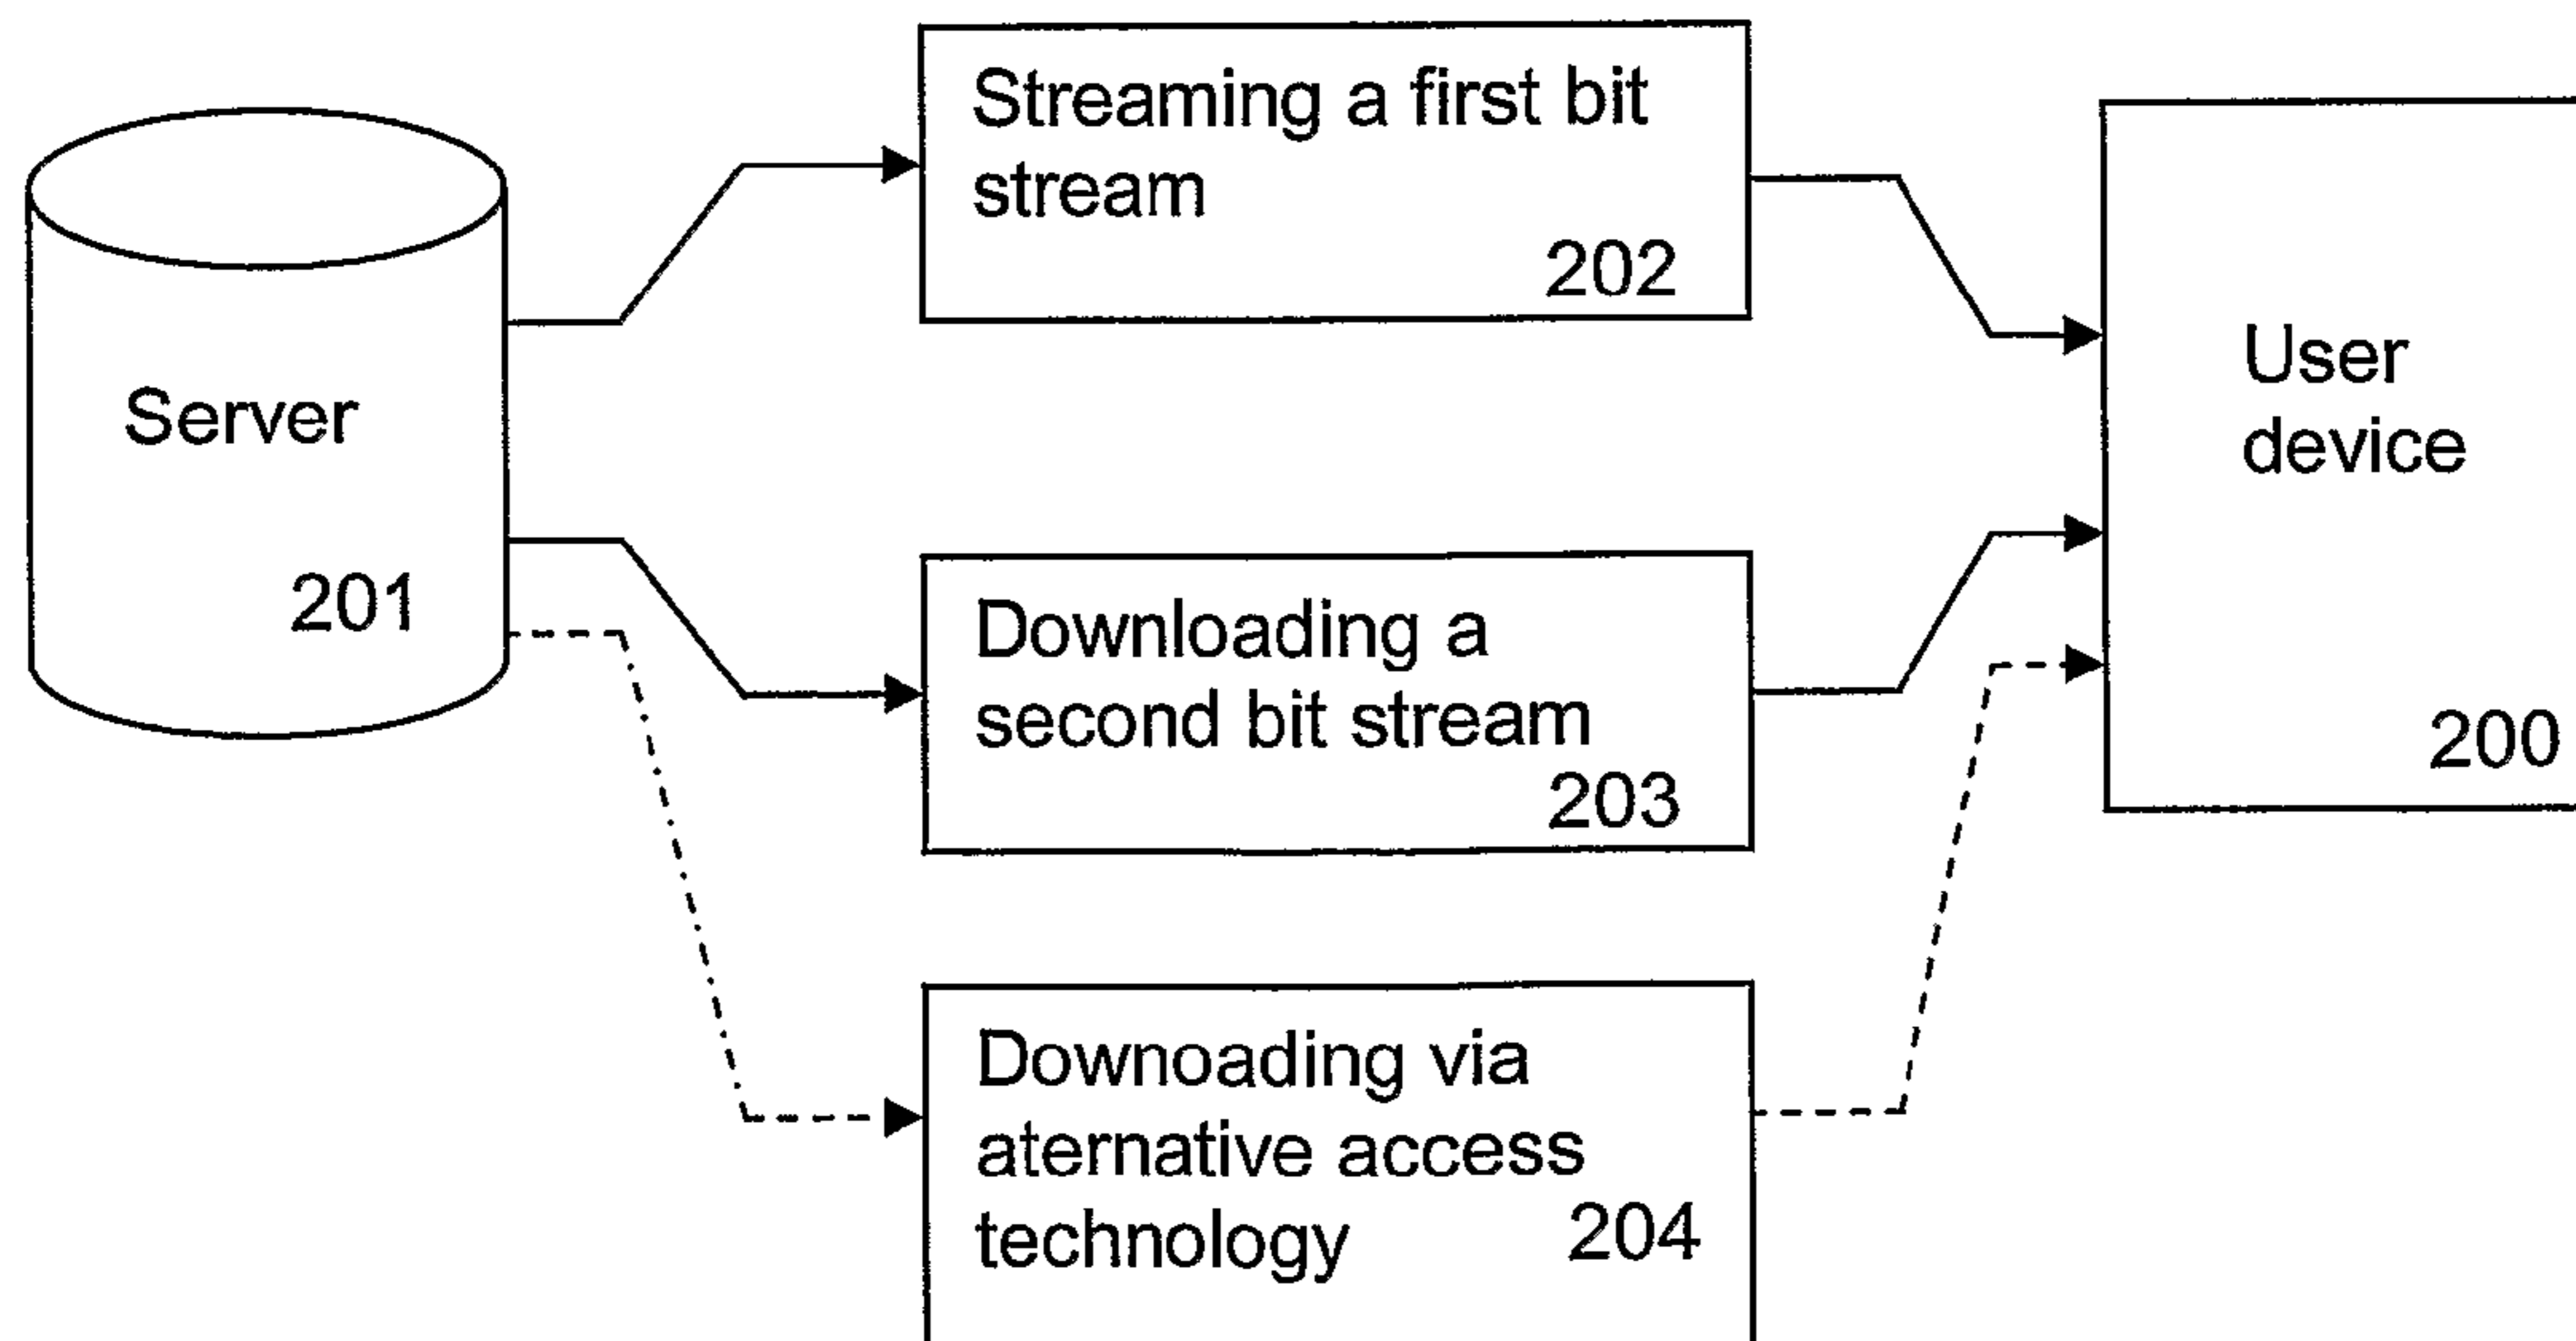 Streaming a first bit
stream
202
Server
201
User
device
200
Downloading a
second bit stream
203
Downoading via
aternative access
technology 204